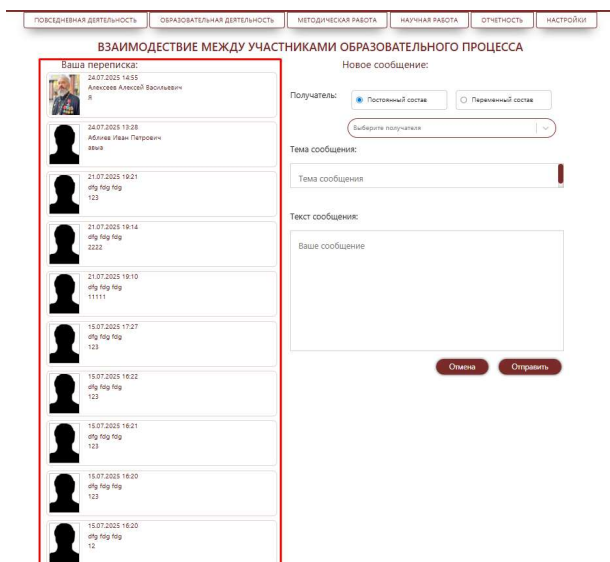 ПОВСЕДНЕВНАЯ ДЕЯТЕЛЬНОСТЬ
ОБРАЗОВАТЕЛЬНАЯ ДЕЯТЕЛЬНОСТЬ
МЕТОДИЧЕСКАЯ РАБОТА
НАУЧНАЯ РАБОТА
ОТЧЕТНОСТЬ
НАСТРОЙКИ
ВЗАИМОДЕСТВИЕ МЕЖДУ УЧАСТНИКАМИ ОБРАЗОВАТЕЛЬНОГО ПРОЦЕССА
Ваша переписка:
24.07.2025 14:55
Алексеев Алексей Васильевич
Я
24.07.2025 13:28
Аблиев Иван Петрович
авыа
21.07.2025 19:21
dfg fdg fdg
123
21.07.2025 19:14
dfg fdg fdg
2222
21.07.2025 19:10
dfg fdg fdg
11111
15.07.2025 17:27
dfg fdg fdg
123
15.07.2025 16:22
dfg fdg fdg
123
15.07.2025 16:21
dfg fdg fdg
123
15.07.2025 16:20
dfg fdg fdg
123
15.07.2025 16:20
dfg fdg fdg
12
Новое сообщение:
Получатель:
Постоянный состав
Переменный состав
Выберите получателя
Тема сообщения:
Тема сообщения
Текст сообщения:
Ваше сообщение
Отмена
Отправить